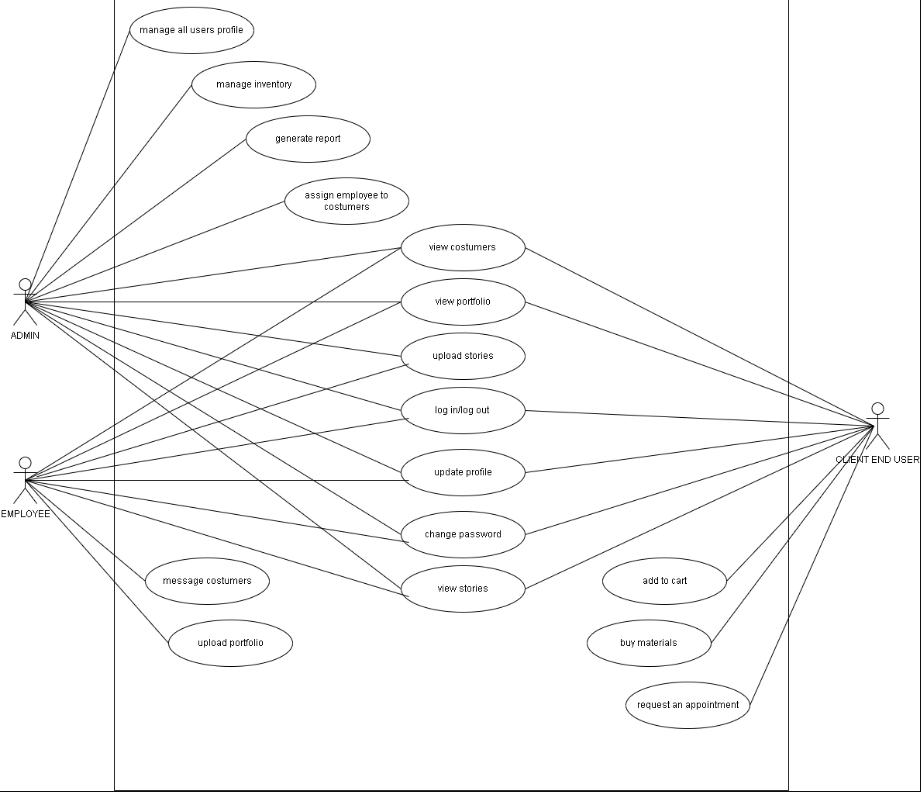 manage all users profile
manage inventory
generate report
assign employee to
costumers
view costumers
view portfolio
ADMIN
upload stories
log in/log out
CLIENT END USER
update profile
EMPLOYEE
change password
message costumers
add to cart
view stories
upload portfolio
buy materials
request an appointment